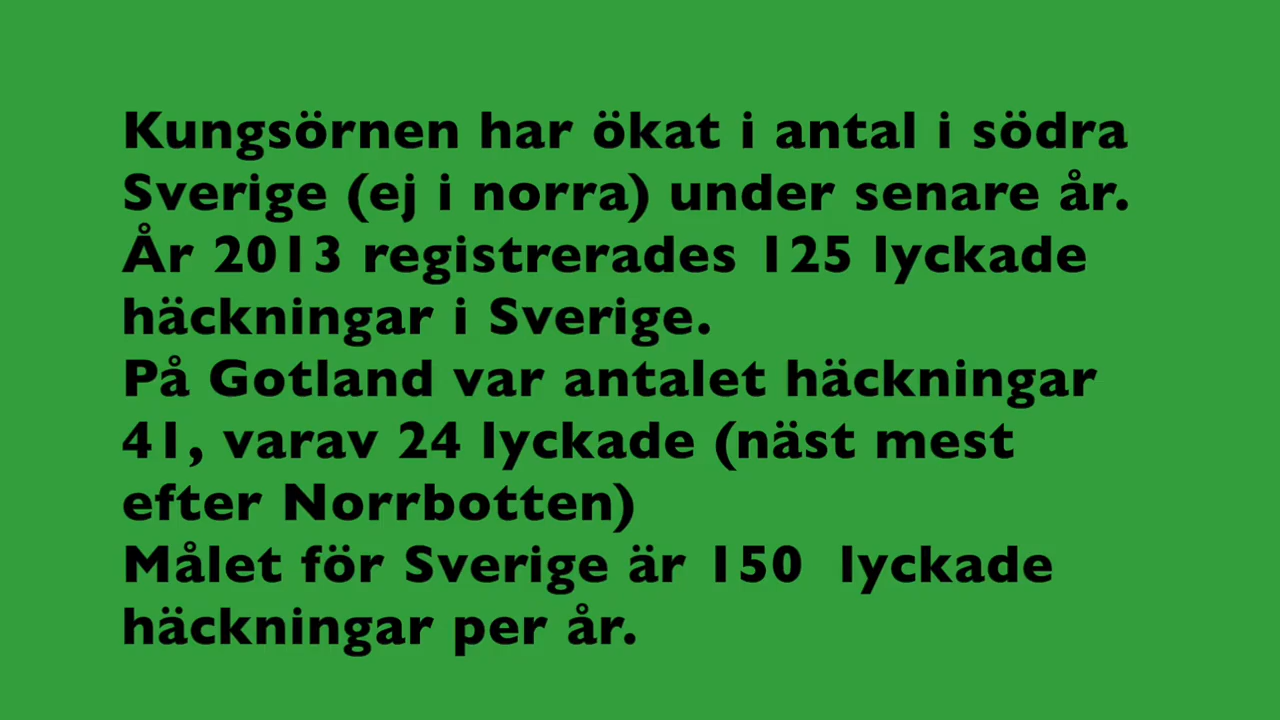 Kungsörnen har ökat i antal i södra
Sverige (ej i norra) under senare år.
År 2013 registrerades 125 lyckade
häckningar i Sverige.
På Gotland var antalet häckningar
41, varav 24 lyckade (näst mest
efter Norrbotten)
Målet för Sverige är 150  lyckade
häckningar per år.